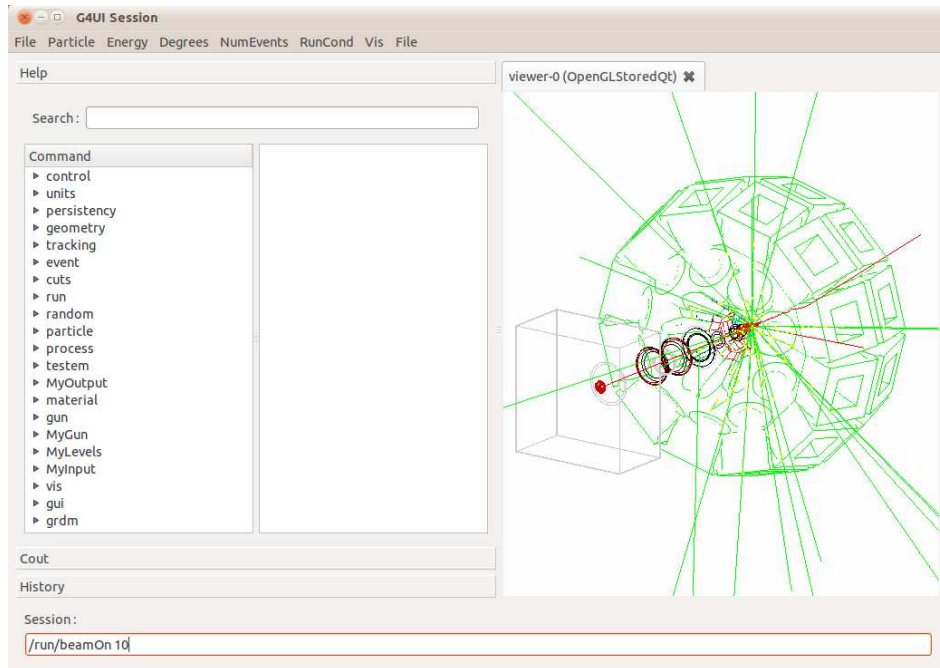 G4UI Session
File Particle Energy Degrees NumEvents RunCond Vis File
Help
viewer-0 (OpenGLStoredQt)
Search :
Command
control
units
persistency
geometry
tracking
event
cuts
run
random
particle
process
testem
MyOutput
material
gun
MyGun
MyLevels
MyInput
vis
gui
grdm
Cout
History
Session :
/run/beamOn 10